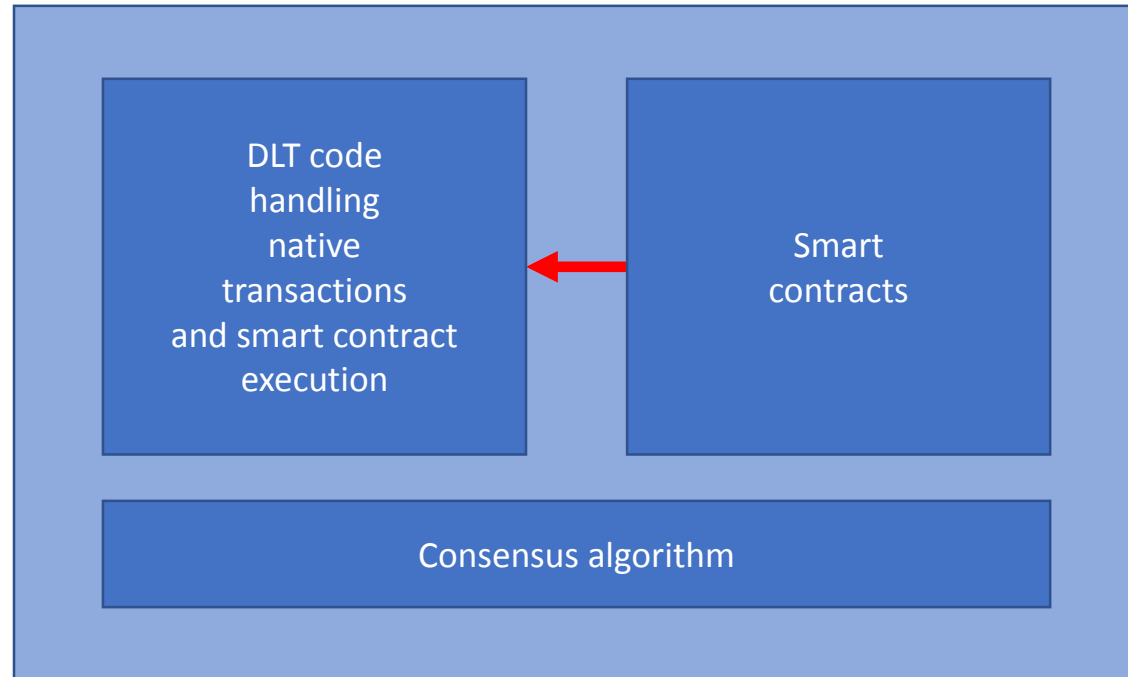 DLT code
handling
native
transactions
and smart contract
execution
Smart
contracts
Consensus algorithm